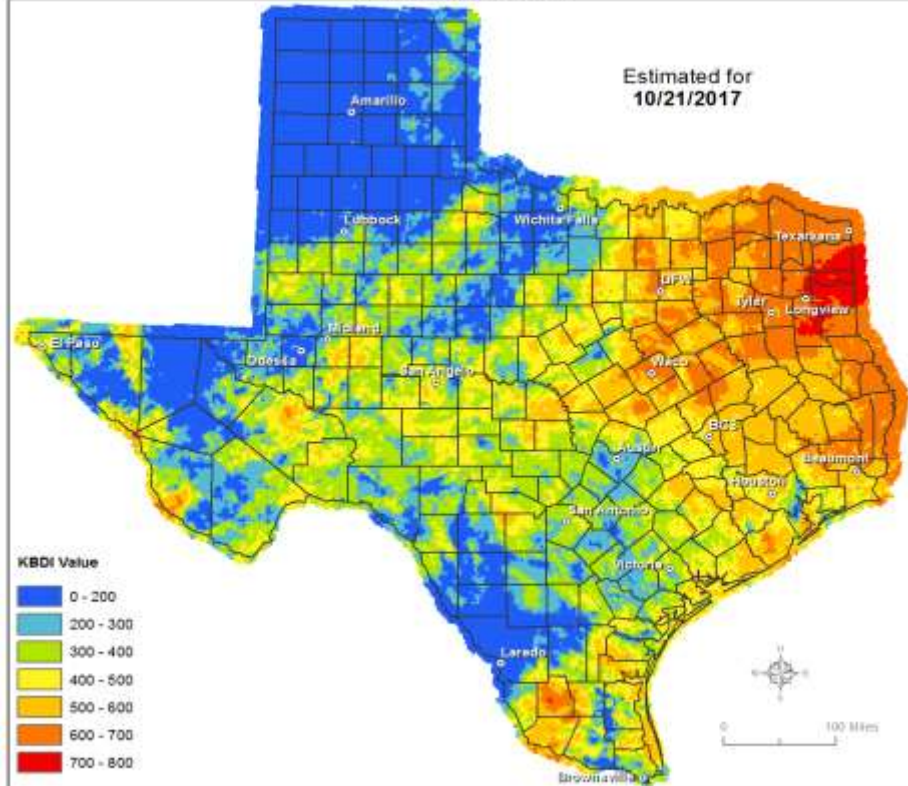 Estimated for
10/21/2017
Amarillo
Lubbock
Wichita Falls
Texarkana
DFW
Tyler
Longview
El Paso
Midland
Odessa
San Angelo
Waco
BCS
Austin
Beaumont
Houston
San Antonio
Victoria
Laredo
Brownsville
KBDI Value
0 - 200
200 - 300
300 - 400
400 - 500
500 - 600
600 - 700
700 - 800
N
0 100 Miles